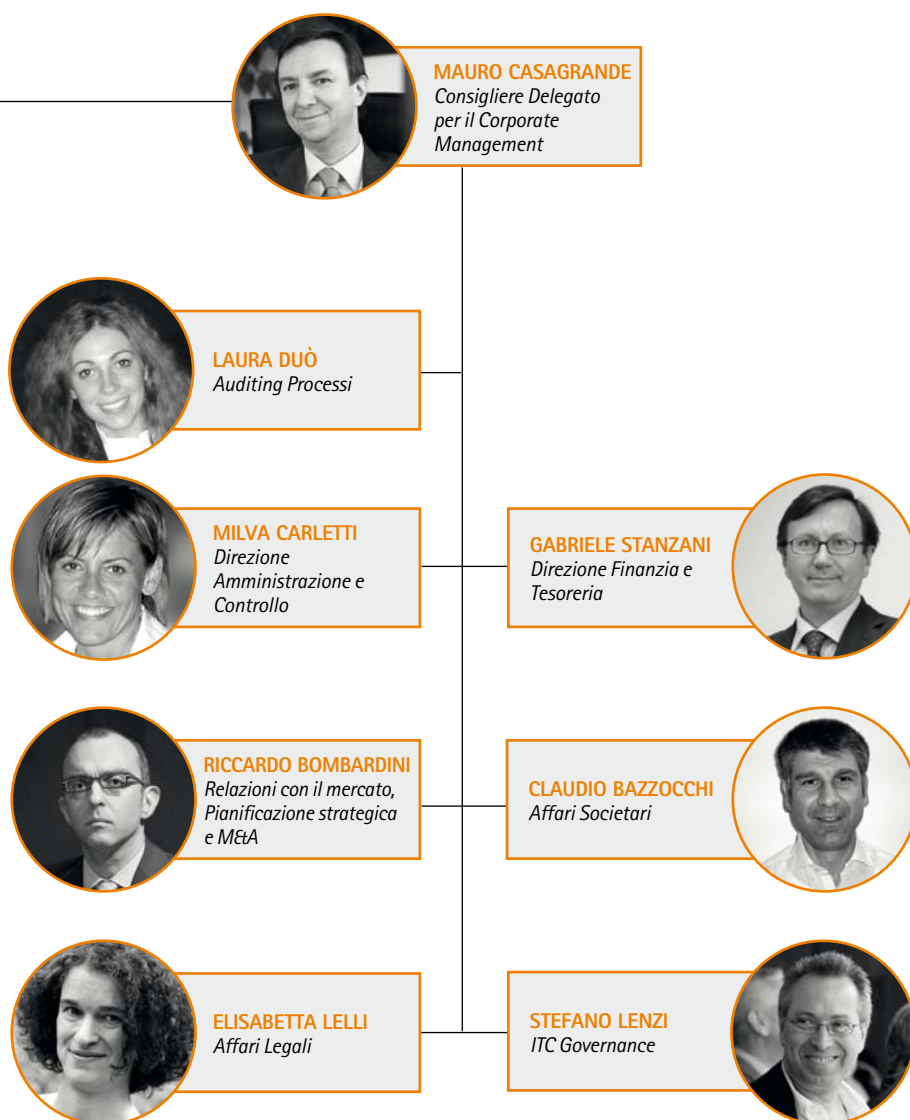 MAURO CASAGRANDE
Consigliere Delegato
per il Corporate
Management
LAURA DUÒ
Auditing Processi
MILVA CARLETTI
Direzione
Amministrazione e
Controllo
GABRIELE STANZANI
Direzione Finanzia e
Tesoreria
RICCARDO BOMBARDINI
Relazioni con il mercato,
Pianificazione strategica
e M&A
CLAUDIO BAZZOCCHI
Affari Societari
ELISABETTA LELLI
Affari Legali
STEFANO LENZI
ITC Governance